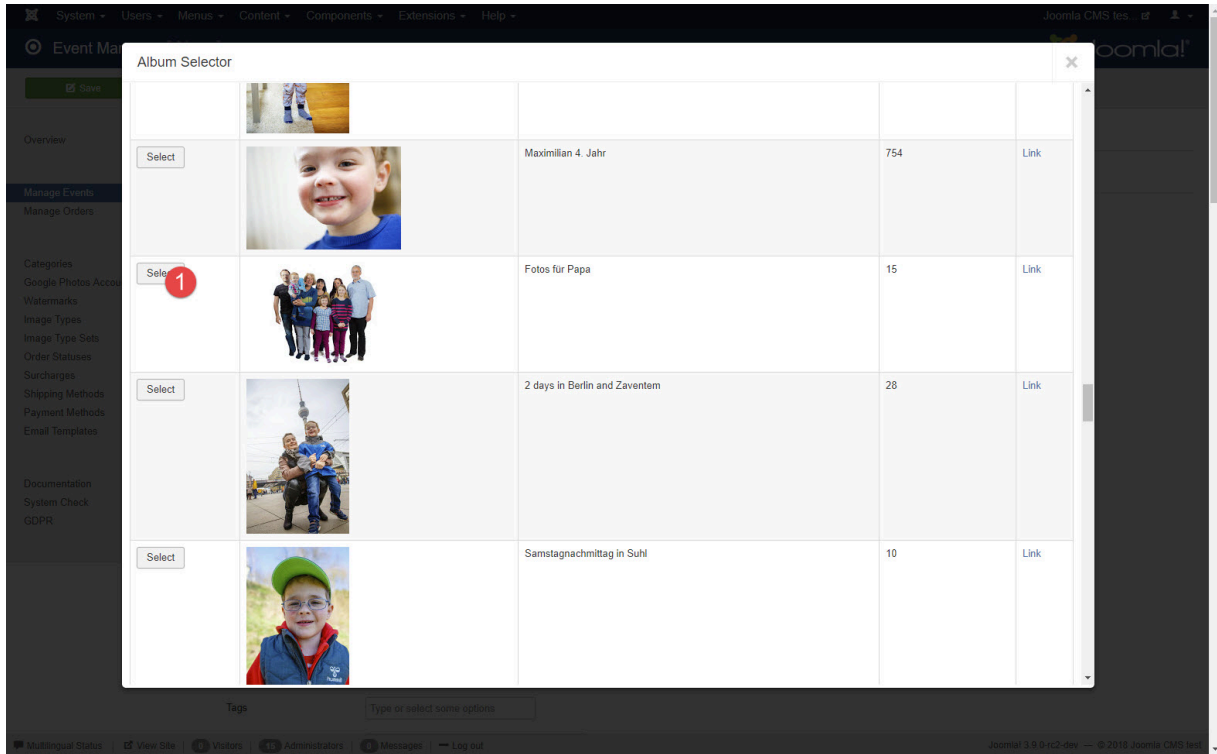 System Users Menus Content Components Extensions Help Joomla CMS tes...
Event Ma
Joomla!
Album Selector ×
Save
Overview
Select Maximilian 4. Jahr 754 Link
Manage Events
Manage Orders
Categories
Select 1 Fotos für Papa 15 Link
Google Photos Accou
Watermarks
Image Types
Image Type Sets
Order Statuses
Surcharges
Select 2 days in Berlin and Zaventem 28 Link
Shipping Methods
Payment Methods
Email Templates
Documentation
System Check
GDPR
Select Samstagnachmittag in Suhl 10 Link
Tags Type or select some options
Multilingual Status View Site 0 Visitors 15 Administrators 0 Messages Log out Joomla! 3.9.0-rc2-dev — © 2018 Joomla CMS test